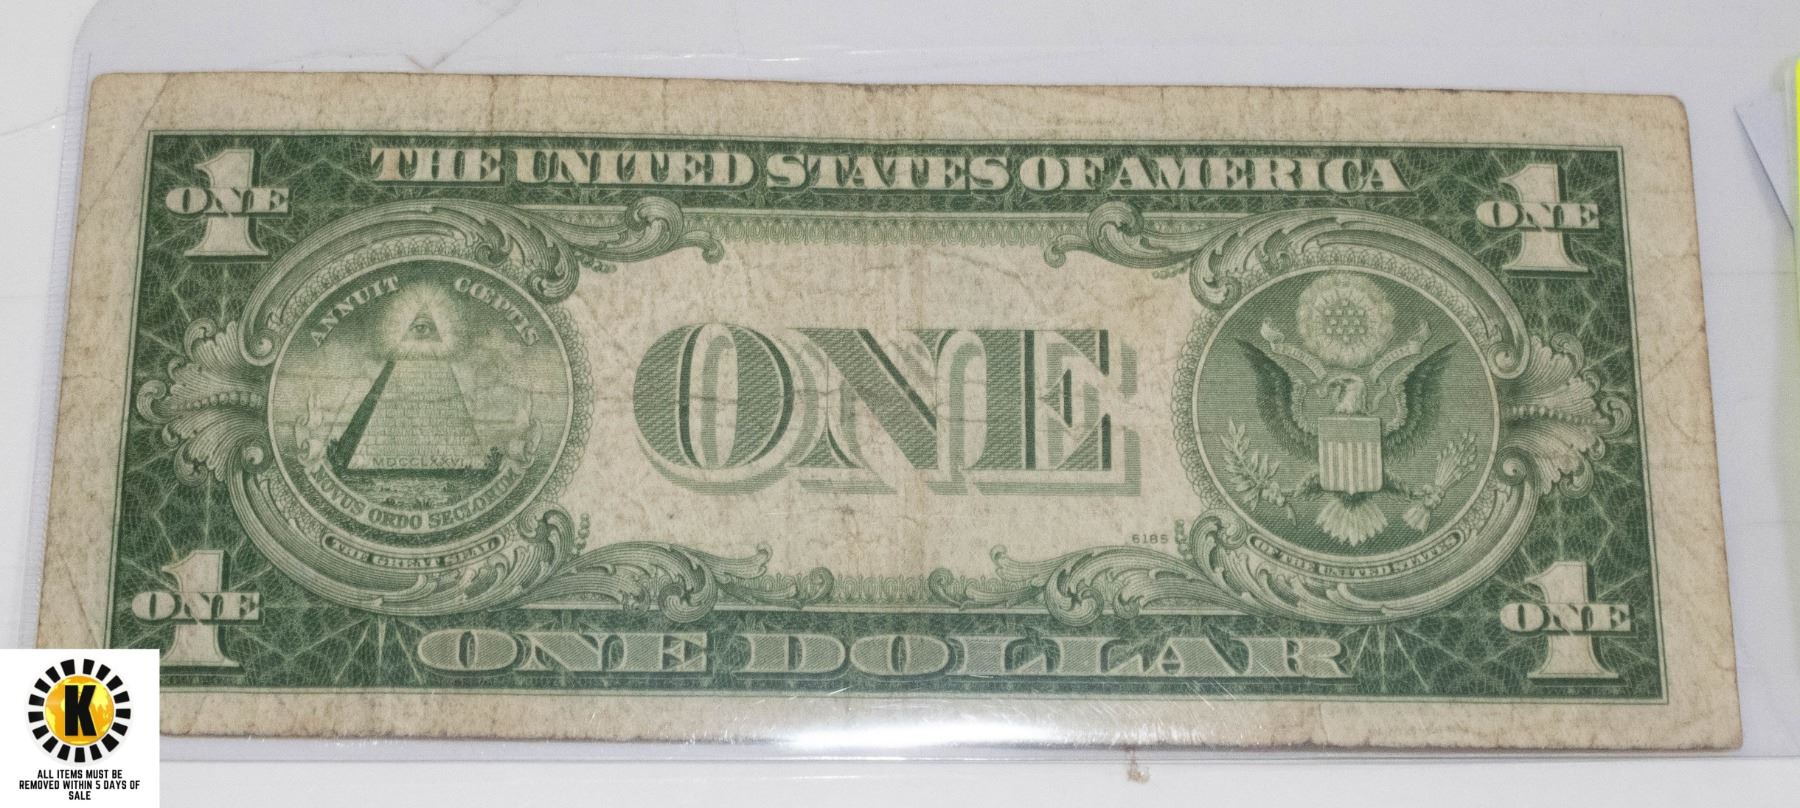 THE UNITED STATES OF AMERICA
1
ONE
1
ONE
ANNUIT CŒPTIS
MDCCLXXVI
NOVUS ORDO SECLORUM
THE GREAT SEAL
ONE
6185
OF THE UNITED STATES
1
ONE
1
ONE
ONE DOLLAR
K
ALL ITEMS MUST BE
REMOVED WITHIN 5 DAYS OF
SALE